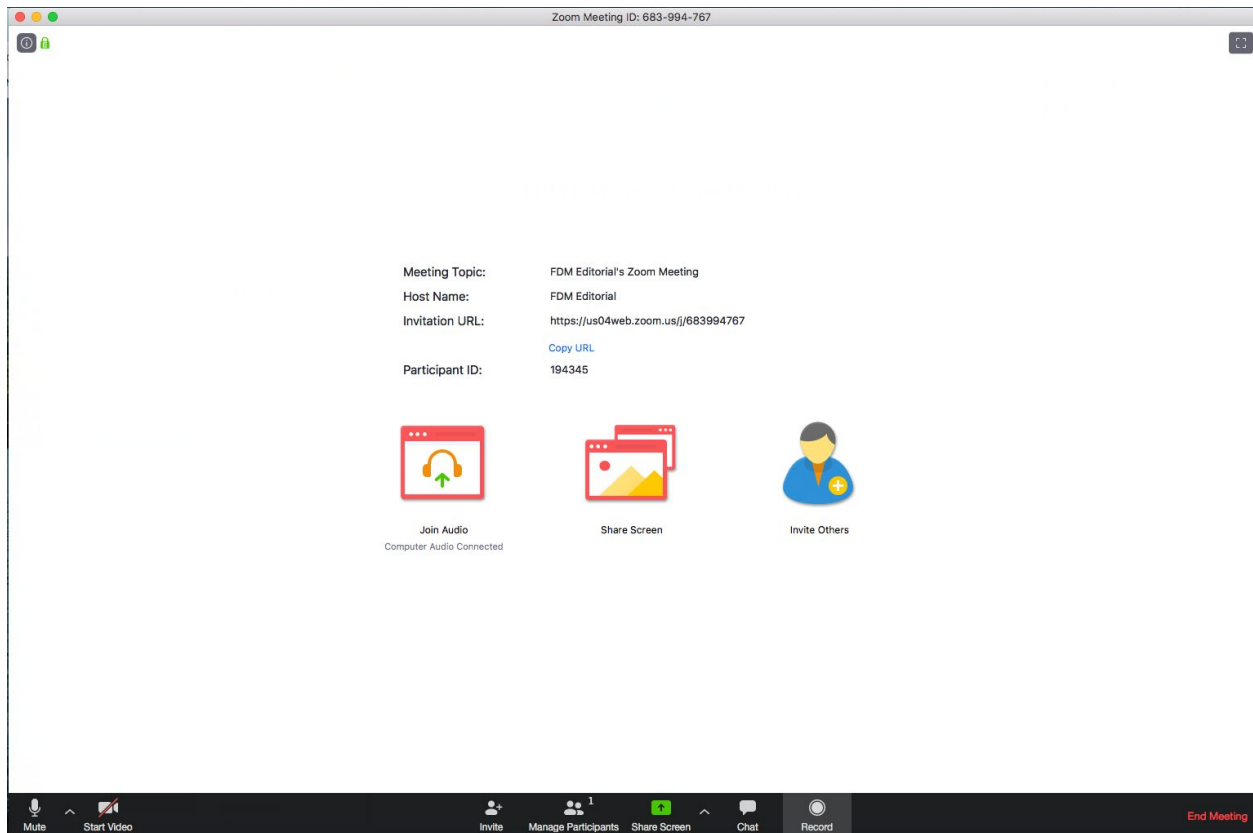 Zoom Meeting ID: 683-994-767
Meeting Topic: FDM Editorial's Zoom Meeting
Host Name: FDM Editorial
Invitation URL: https://us04web.zoom.us/j/683994767
Copy URL
Participant ID: 194345
Join Audio Share Screen Invite Others
Computer Audio Connected
1
Mute Start Video Invite Manage Participants Share Screen Chat Record End Meeting